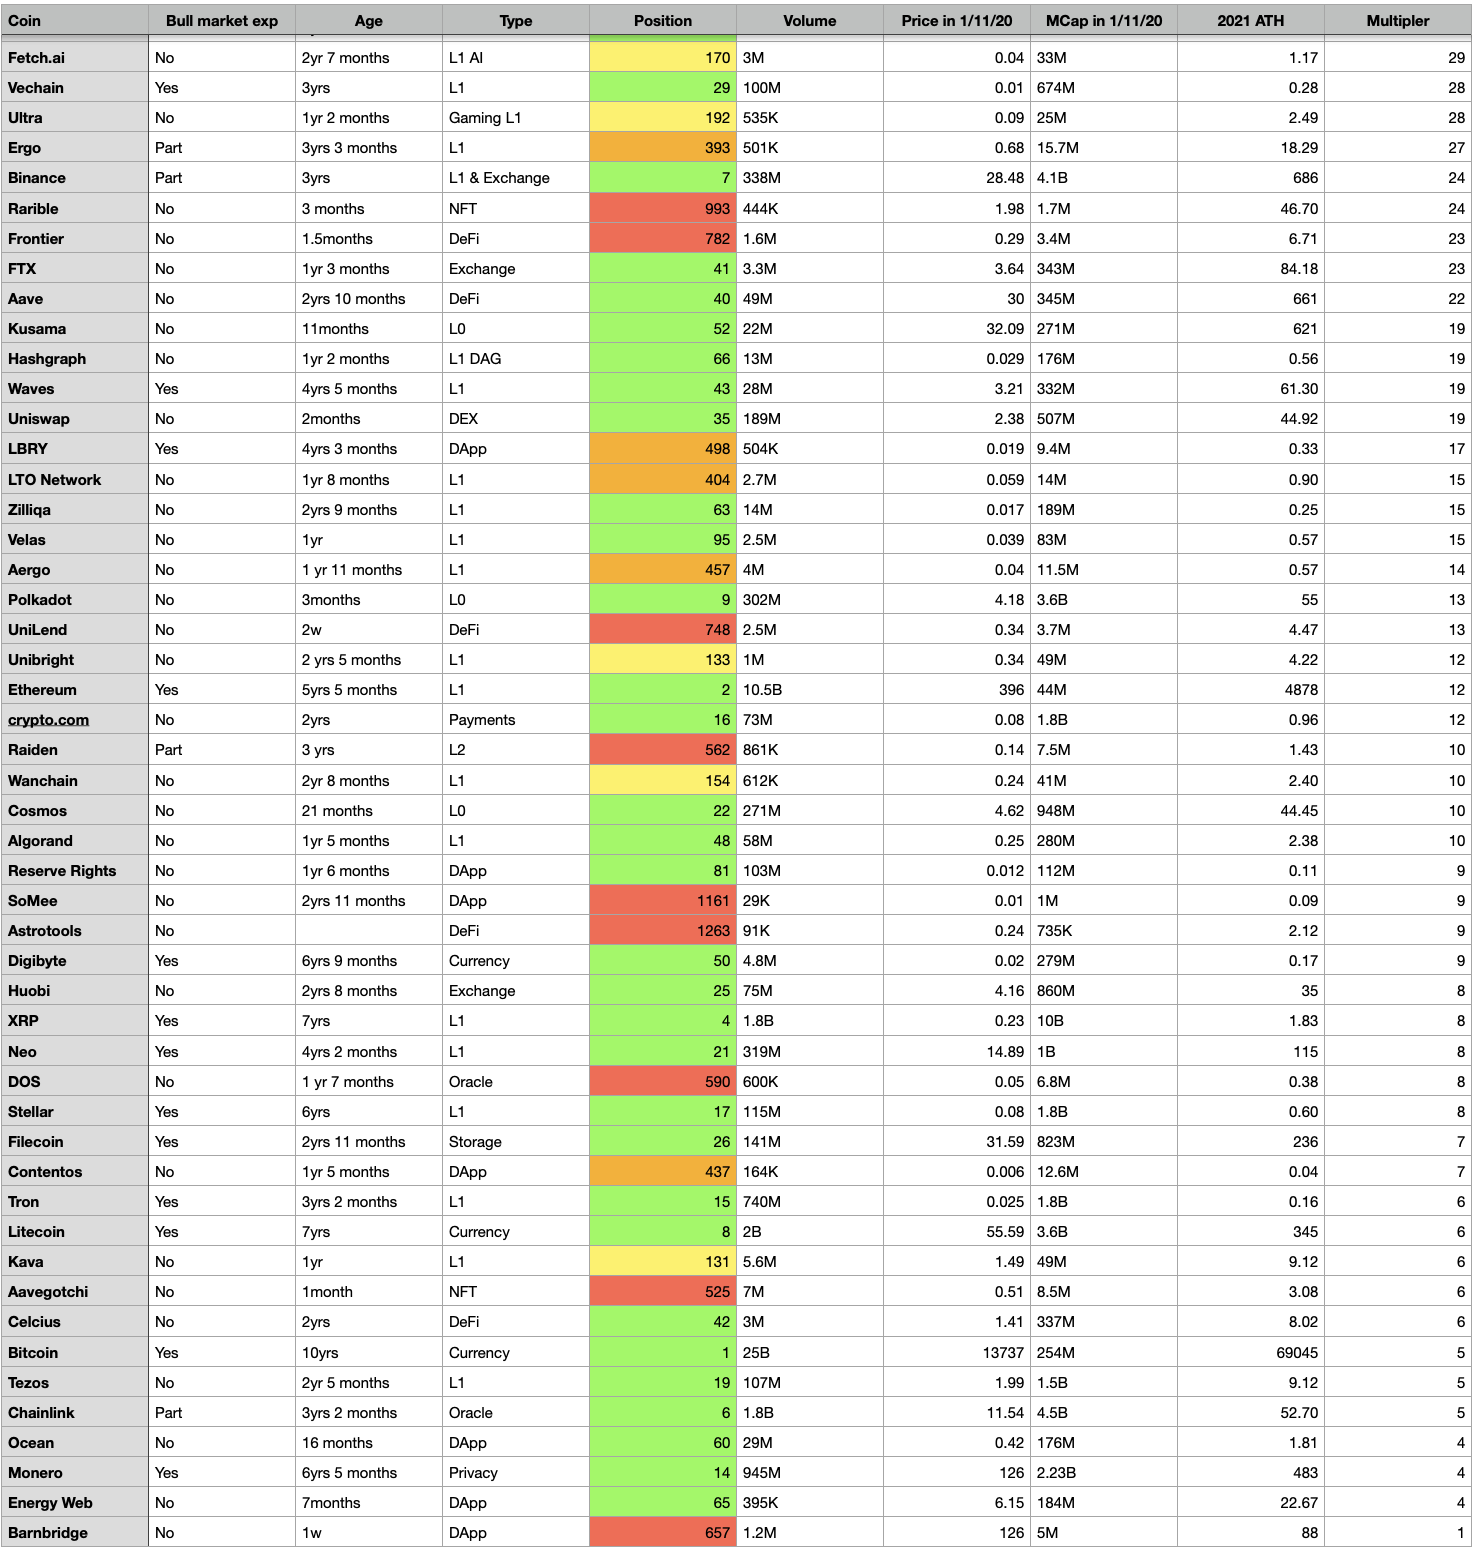 Coin Bull market exp Age Type Position Volume Price in 1/11/20 MCap in 1/11/20 2021 ATH Multipler
Fetch.ai No 2yr 7 months L1 AI 170 3M 0.04 33M 1.17 29
Vechain Yes 3yrs L1 29 100M 0.01 674M 0.28 28
Ultra No 1yr 2 months Gaming L1 192 535K 0.09 25M 2.49 28
Ergo Part 3yrs 3 months L1 393 501K 0.68 15.7M 18.29 27
Binance Part 3yrs L1 & Exchange 7 338M 28.48 4.1B 686 24
Rarible No 3 months NFT 993 444K 1.98 1.7M 46.70 24
Frontier No 1.5months DeFi 782 1.6M 0.29 3.4M 6.71 23
FTX No 1yr 3 months Exchange 41 3.3M 3.64 343M 84.18 23
Aave No 2yrs 10 months DeFi 40 49M 30 345M 661 22
Kusama No 11months L0 52 22M 32.09 271M 621 19
Hashgraph No 1yr 2 months L1 DAG 66 13M 0.029 176M 0.56 19
Waves Yes 4yrs 5 months L1 43 28M 3.21 332M 61.30 19
Uniswap No 2months DEX 35 189M 2.38 507M 44.92 19
LBRY Yes 4yrs 3 months DApp 498 504K 0.019 9.4M 0.33 17
LTO Network No 1yr 8 months L1 404 2.7M 0.059 14M 0.90 15
Zilliqa No 2yrs 9 months L1 63 14M 0.017 189M 0.25 15
Velas No 1yr L1 95 2.5M 0.039 83M 0.57 15
Aergo No 1 yr 11 months L1 457 4M 0.04 11.5M 0.57 14
Polkadot No 3months L0 9 302M 4.18 3.6B 55 13
UniLend No 2w DeFi 748 2.5M 0.34 3.7M 4.47 13
Unibright No 2 yrs 5 months L1 133 1M 0.34 49M 4.22 12
Ethereum Yes 5yrs 5 months L1 2 10.5B 396 44M 4878 12
crypto.com No 2yrs Payments 16 73M 0.08 1.8B 0.96 12
Raiden Part 3 yrs L2 562 861K 0.14 7.5M 1.43 10
Wanchain No 2yr 8 months L1 154 612K 0.24 41M 2.40 10
Cosmos No 21 months L0 22 271M 4.62 948M 44.45 10
Algorand No 1yr 5 months L1 48 58M 0.25 280M 2.38 10
Reserve Rights No 1yr 6 months DApp 81 103M 0.012 112M 0.11 9
SoMee No 2yrs 11 months DApp 1161 29K 0.01 1M 0.09 9
Astrotools No DeFi 1263 91K 0.24 735K 2.12 9
Digibyte Yes 6yrs 9 months Currency 50 4.8M 0.02 279M 0.17 9
Huobi No 2yrs 8 months Exchange 25 75M 4.16 860M 35 8
XRP Yes 7yrs L1 4 1.8B 0.23 10B 1.83 8
Neo Yes 4yrs 2 months L1 21 319M 14.89 1B 115 8
DOS No 1 yr 7 months Oracle 590 600K 0.05 6.8M 0.38 8
Stellar Yes 6yrs L1 17 115M 0.08 1.8B 0.60 8
Filecoin Yes 2yrs 11 months Storage 26 141M 31.59 823M 236 7
Contentos No 1yr 5 months DApp 437 164K 0.006 12.6M 0.04 7
Tron Yes 3yrs 2 months L1 15 740M 0.025 1.8B 0.16 6
Litecoin Yes 7yrs Currency 8 2B 55.59 3.6B 345 6
Kava No 1yr L1 131 5.6M 1.49 49M 9.12 6
Aavegotchi No 1month NFT 525 7M 0.51 8.5M 3.08 6
Celcius No 2yrs DeFi 42 3M 1.41 337M 8.02 6
Bitcoin Yes 10yrs Currency 1 25B 13737 254M 69045 5
Tezos No 2yr 5 months L1 19 107M 1.99 1.5B 9.12 5
Chainlink Part 3yrs 2 months Oracle 6 1.8B 11.54 4.5B 52.70 5
Ocean No 16 months DApp 60 29M 0.42 176M 1.81 4
Monero Yes 6yrs 5 months Privacy 14 945M 126 2.23B 483 4
Energy Web No 7months DApp 65 395K 6.15 184M 22.67 4
Barnbridge No 1w DApp 657 1.2M 126 5M 88 1